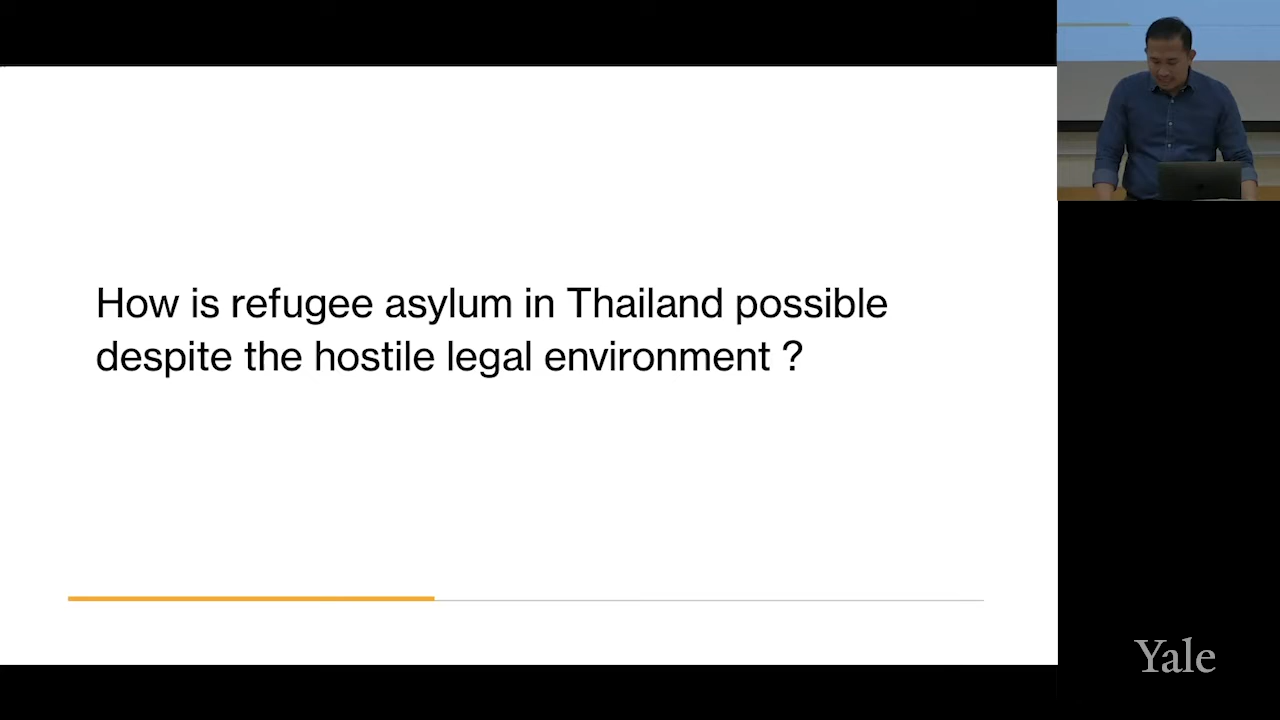 How is refugee asylum in Thailand possible
despite the hostile legal environment ?
Yale